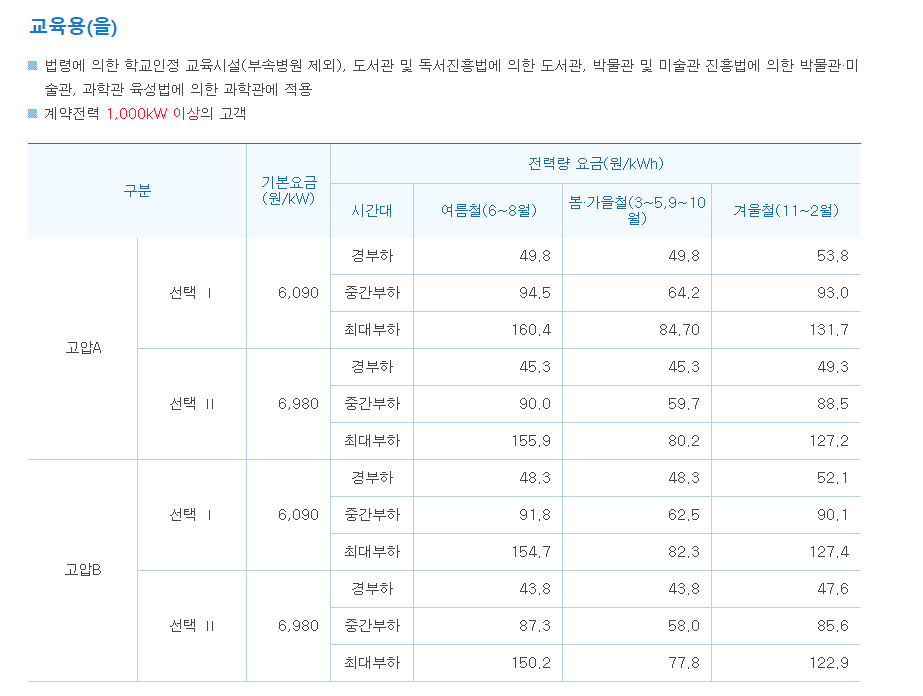 교육용(을)
법령에 의한 학교인정 교육시설(부속병원 제외), 도서관 및 독서진흥법에 의한 도서관, 박물관 및 미술관 진흥법에 의한 박물관·미
술관, 과학관 육성법에 의한 과학관에 적용
계약전력 1,000kW 이상의 고객
구분 기본요금 (원/kW) 전력량 요금(원/kWh)
시간대 여름철(6~8월) 봄·가을철(3~5,9~10월) 겨울철(11~2월)
고압A 선택 I 6,090 경부하 49.8 49.8 53.8
중간부하 94.5 64.2 93.0
최대부하 160.4 84.70 131.7
선택 II 6,980 경부하 45.3 45.3 49.3
중간부하 90.0 59.7 88.5
최대부하 155.9 80.2 127.2
고압B 선택 I 6,090 경부하 48.3 48.3 52.1
중간부하 91.8 62.5 90.1
최대부하 154.7 82.3 127.4
선택 II 6,980 경부하 43.8 43.8 47.6
중간부하 87.3 58.0 85.6
최대부하 150.2 77.8 122.9